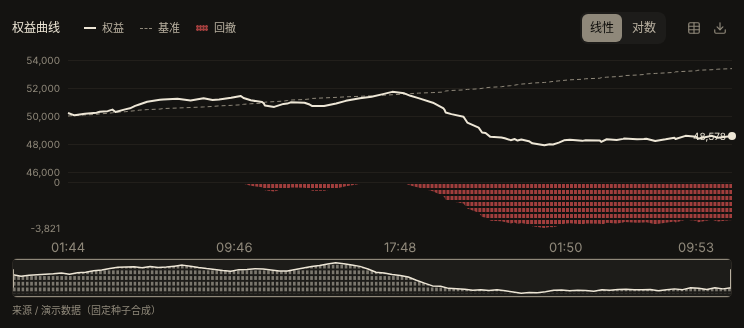 权益曲线 权益 基准 回撤 线性 对数
54,000
52,000
50,000
48,000
48,578
46,000
0
-3,821
01:44 09:46 17:48 01:50 09:53
来源 / 演示数据（固定种子合成）